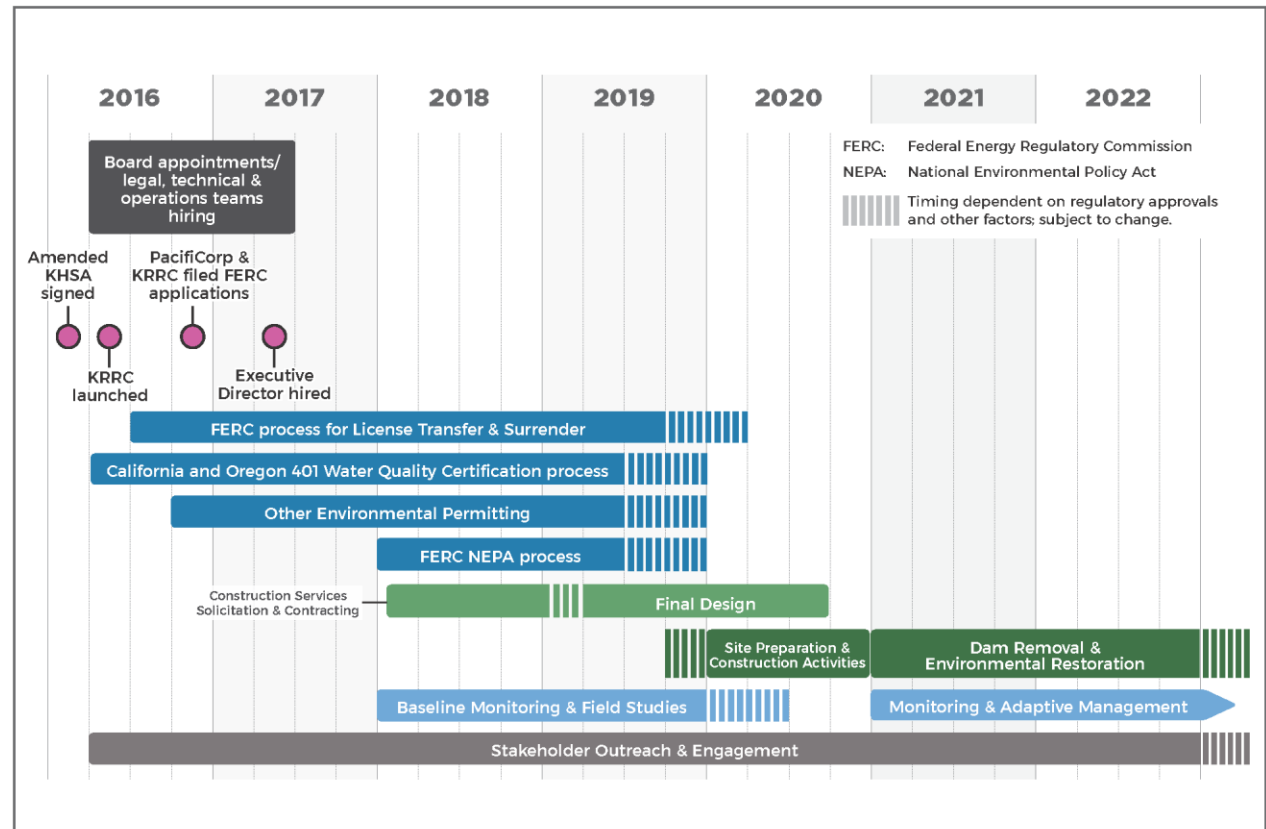 2016 2017 2018 2019 2020 2021 2022
Board appointments/
legal, technical &
operations teams
hiring
FERC: Federal Energy Regulatory Commission
NEPA: National Environmental Policy Act
Timing dependent on regulatory approvals
and other factors; subject to change.
Amended
KHSA
signed
PacifiCorp &
KRRC filed FERC
applications
KRRC
launched
Executive
Director hired
FERC process for License Transfer & Surrender
California and Oregon 401 Water Quality Certification process
Other Environmental Permitting
FERC NEPA process
Construction Services
Solicitation & Contracting
Final Design
Site Preparation &
Construction Activities
Dam Removal &
Environmental Restoration
Baseline Monitoring & Field Studies
Monitoring & Adaptive Management
Stakeholder Outreach & Engagement